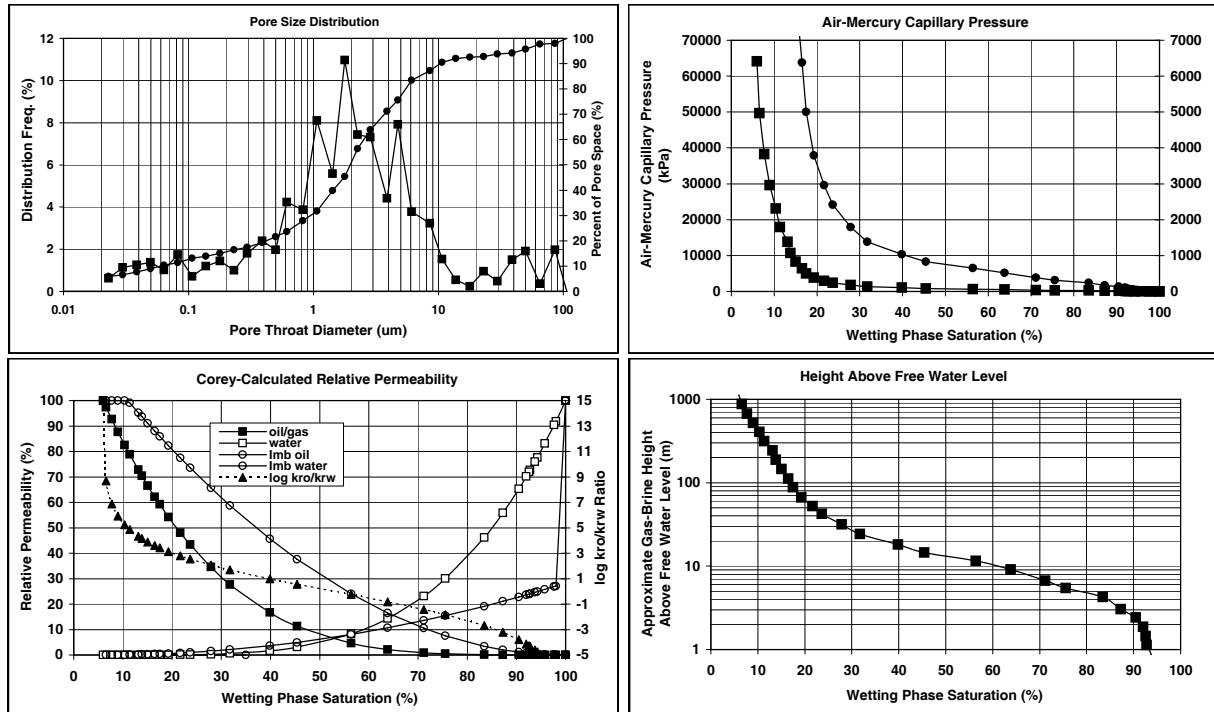 Pore Size Distribution
12
10
8
6
4
2
0
Distribution Freq. (%)
100
90
80
70
60
50
40
30
20
10
0
Percent of Pore Space (%)
0.01
0.1
1
10
100
Pore Throat Diameter (um)
Air-Mercury Capillary Pressure
70000
60000
50000
40000
30000
20000
10000
0
Air-Mercury Capillary Pressure
(kPa)
7000
6000
5000
4000
3000
2000
1000
0
0 10 20 30 40 50 60 70 80 90 100
Wetting Phase Saturation (%)
Corey-Calculated Relative Permeability
100
90
80
70
60
50
40
30
20
10
0
Relative Permeability (%)
oil/gas
water
Imb oil
Imb water
log kro/krw
15
13
11
9
7
5
3
1
-1
-3
-5
log kro/krw Ratio
0 10 20 30 40 50 60 70 80 90 100
Wetting Phase Saturation (%)
Height Above Free Water Level
1000
100
10
1
Approximate Gas-Brine Height
Above Free Water Level (m)
0 10 20 30 40 50 60 70 80 90 100
Wetting Phase Saturation (%)